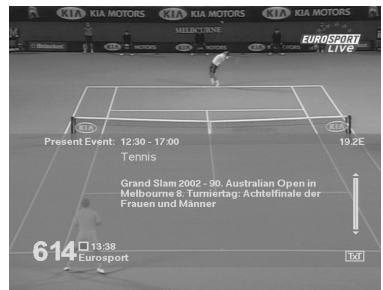 KIA KIA MOTORS KIA KIA MOTORS
MELBOURNE
EUROSPORT
LIVE
Heineken KIA MOTORS
KIA KIA
Present Event: 12:30 - 17:00 19.2E
Tennis
Grand Slam 2002 - 90. Australian Open in
Melbourne 8. Turniertag: Achtelfinale der
Frauen und Männer
614 13:38
Eurosport
TXT